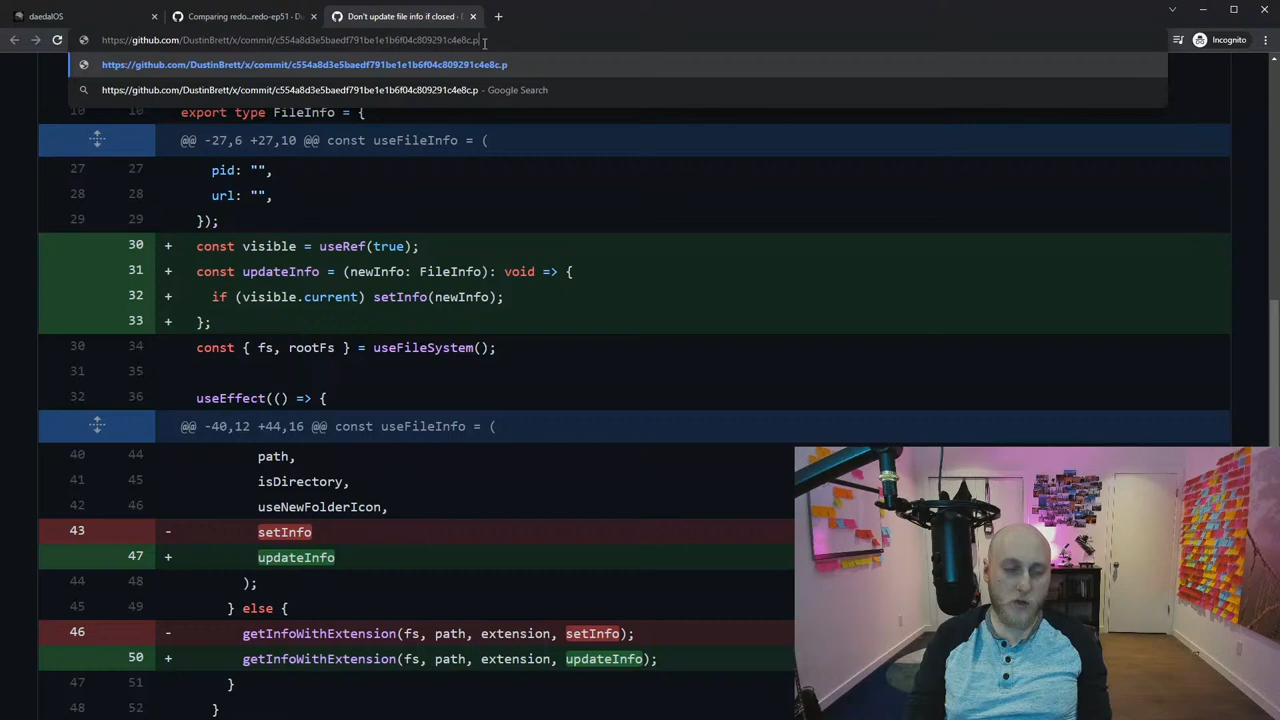 daedalOS
Comparing redo...redo-ep51 · Du
Don't update file info if closed ·
Incognito
https://github.com/DustinBrett/x/commit/c554a8d3e5baedf791be1e1b6f04c809291c4e8c.p
https://github.com/DustinBrett/x/commit/c554a8d3e5baedf791be1e1b6f04c809291c4e8c.p
https://github.com/DustinBrett/x/commit/c554a8d3e5baedf791be1e1b6f04c809291c4e8c.p - Google Search
10 10 export type FileInfo = {
@@ -27,6 +27,10 @@ const useFileInfo = (
27 27 pid: "",
28 28 url: "",
29 29 });
30 + const visible = useRef(true);
31 + const updateInfo = (newInfo: FileInfo): void => {
32 + if (visible.current) setInfo(newInfo);
33 + };
30 34 const { fs, rootFs } = useFileSystem();
31 35
32 36 useEffect(() => {
@@ -40,12 +44,16 @@ const useFileInfo = (
40 44 path,
41 45 isDirectory,
42 46 useNewFolderIcon,
43 - setInfo
47 + updateInfo
44 48 );
45 49 } else {
46 - getInfoWithExtension(fs, path, extension, setInfo);
50 + getInfoWithExtension(fs, path, extension, updateInfo);
47 51 }
48 52 }